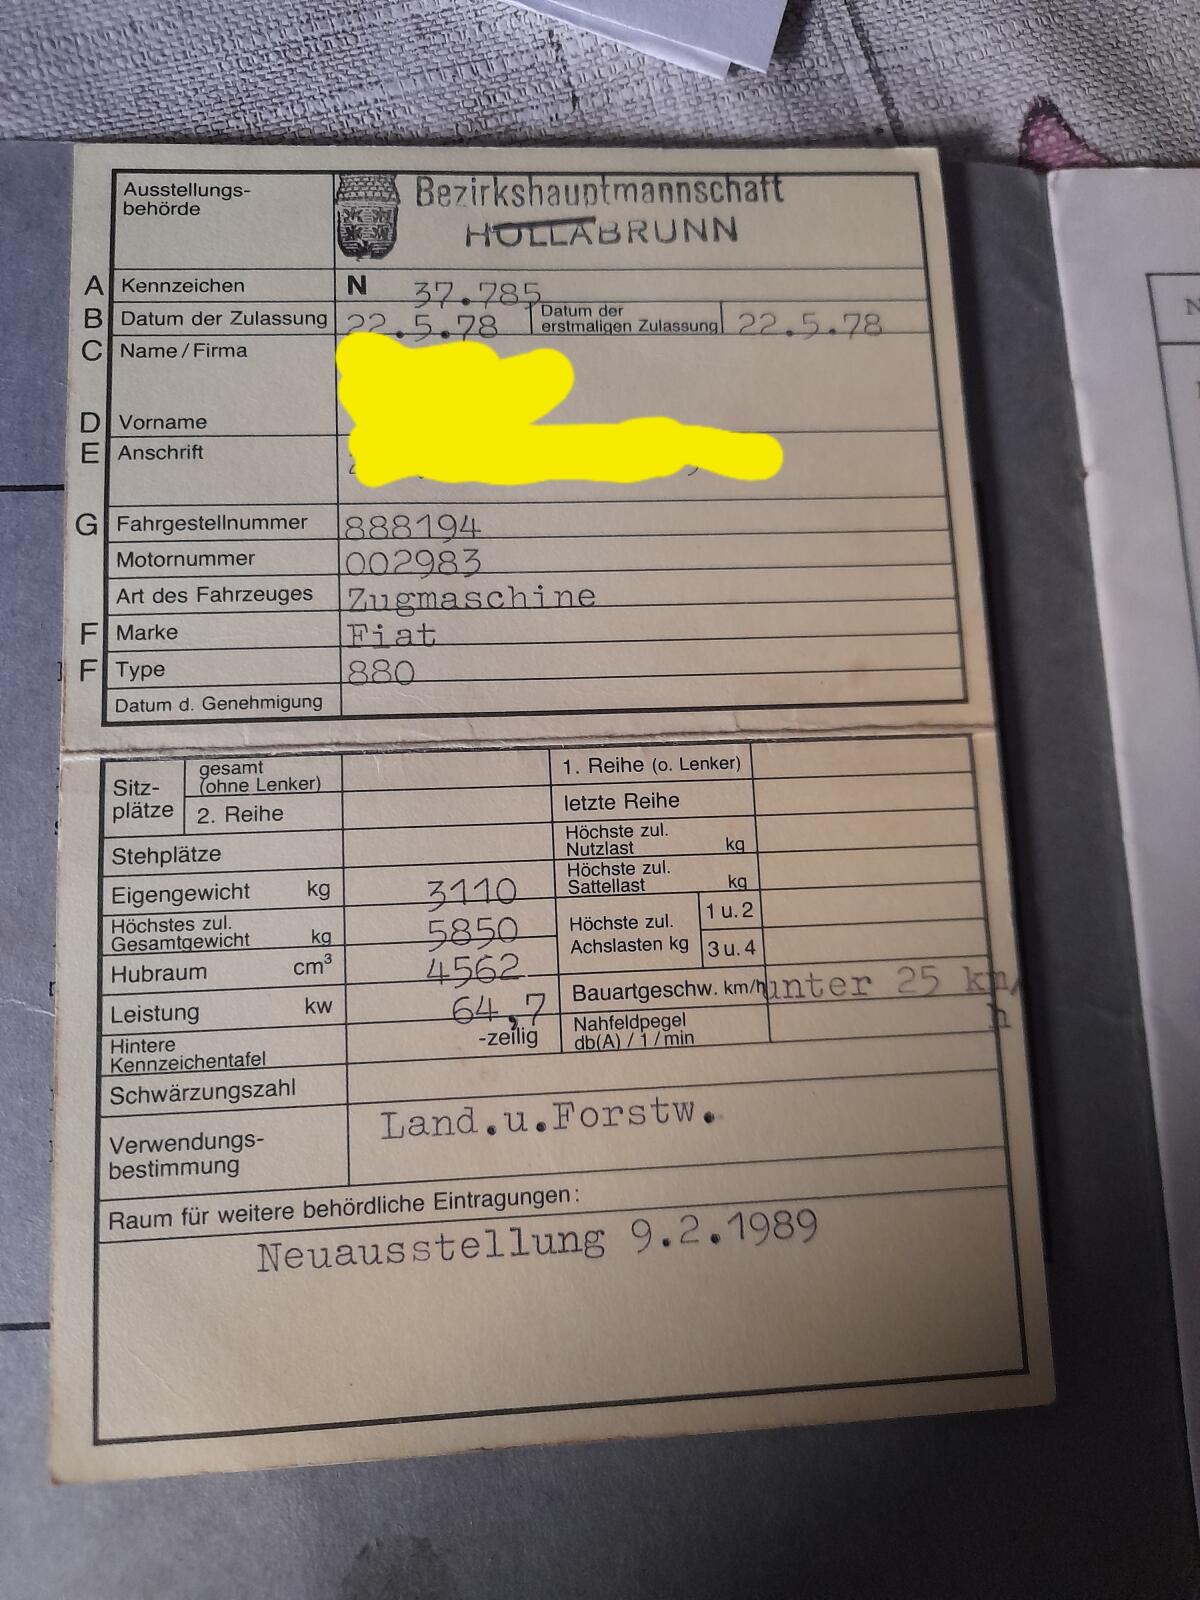 Ausstellungs-
behörde
Bezirkshauptmannschaft
HOLLABRUNN
A Kennzeichen N 37.785
B Datum der Zulassung 22.5.78 Datum der erstmaligen Zulassung 22.5.78
C Name / Firma
D Vorname
E Anschrift
G Fahrgestellnummer 888194
Motornummer 002983
Art des Fahrzeuges Zugmaschine
F Marke Fiat
F Type 880
Datum d. Genehmigung
Sitz-
plätze
gesamt
(ohne Lenker)
1. Reihe (o. Lenker)
2. Reihe
letzte Reihe
Stehplätze
Höchste zul.
Nutzlast kg
Eigengewicht kg 3110
Höchste zul.
Sattellast kg
Höchstes zul.
Gesamtgewicht kg 5850
Höchste zul.
Achslasten kg
1 u. 2
3 u. 4
Hubraum cm³ 4562
Bauartgeschw. km/h unter 25 km/
h
Leistung kw 64,7
Nahfeldpegel
db(A) / 1 / min
Hintere
Kennzeichentafel
-zeilig
Schwärzungszahl
Verwendungs-
bestimmung
Land.u.Forstw.
Raum für weitere behördliche Eintragungen:
Neuausstellung 9.2.1989